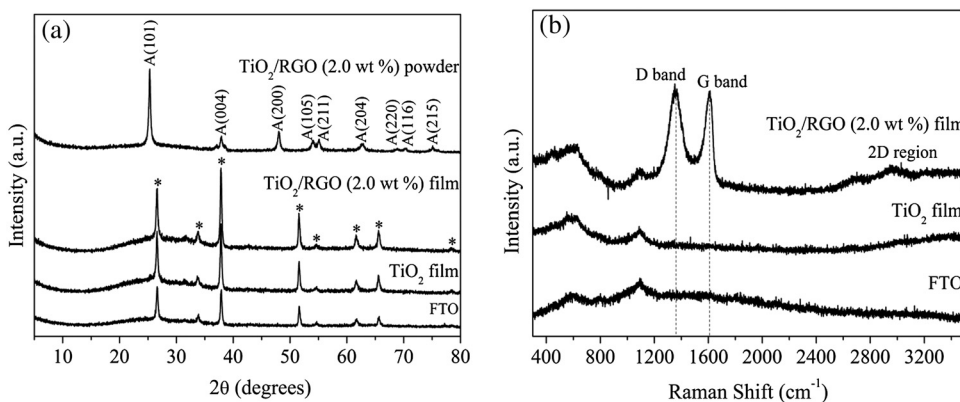 (a)
A(101)
TiO₂/RGO (2.0 wt %) powder
A(004)
A(200)
A(105)
A(211)
A(204)
A(220)
A(116)
A(215)
TiO₂/RGO (2.0 wt %) film
* * * * * * * *
TiO₂ film
FTO
Intensity (a.u.)
10 20 30 40 50 60 70 80
2θ (degrees)
(b)
D band
G band
TiO₂/RGO (2.0 wt %) film
2D region
TiO₂ film
FTO
Intensity (a.u.)
400 800 1200 1600 2000 2400 2800 3200
Raman Shift (cm⁻¹)